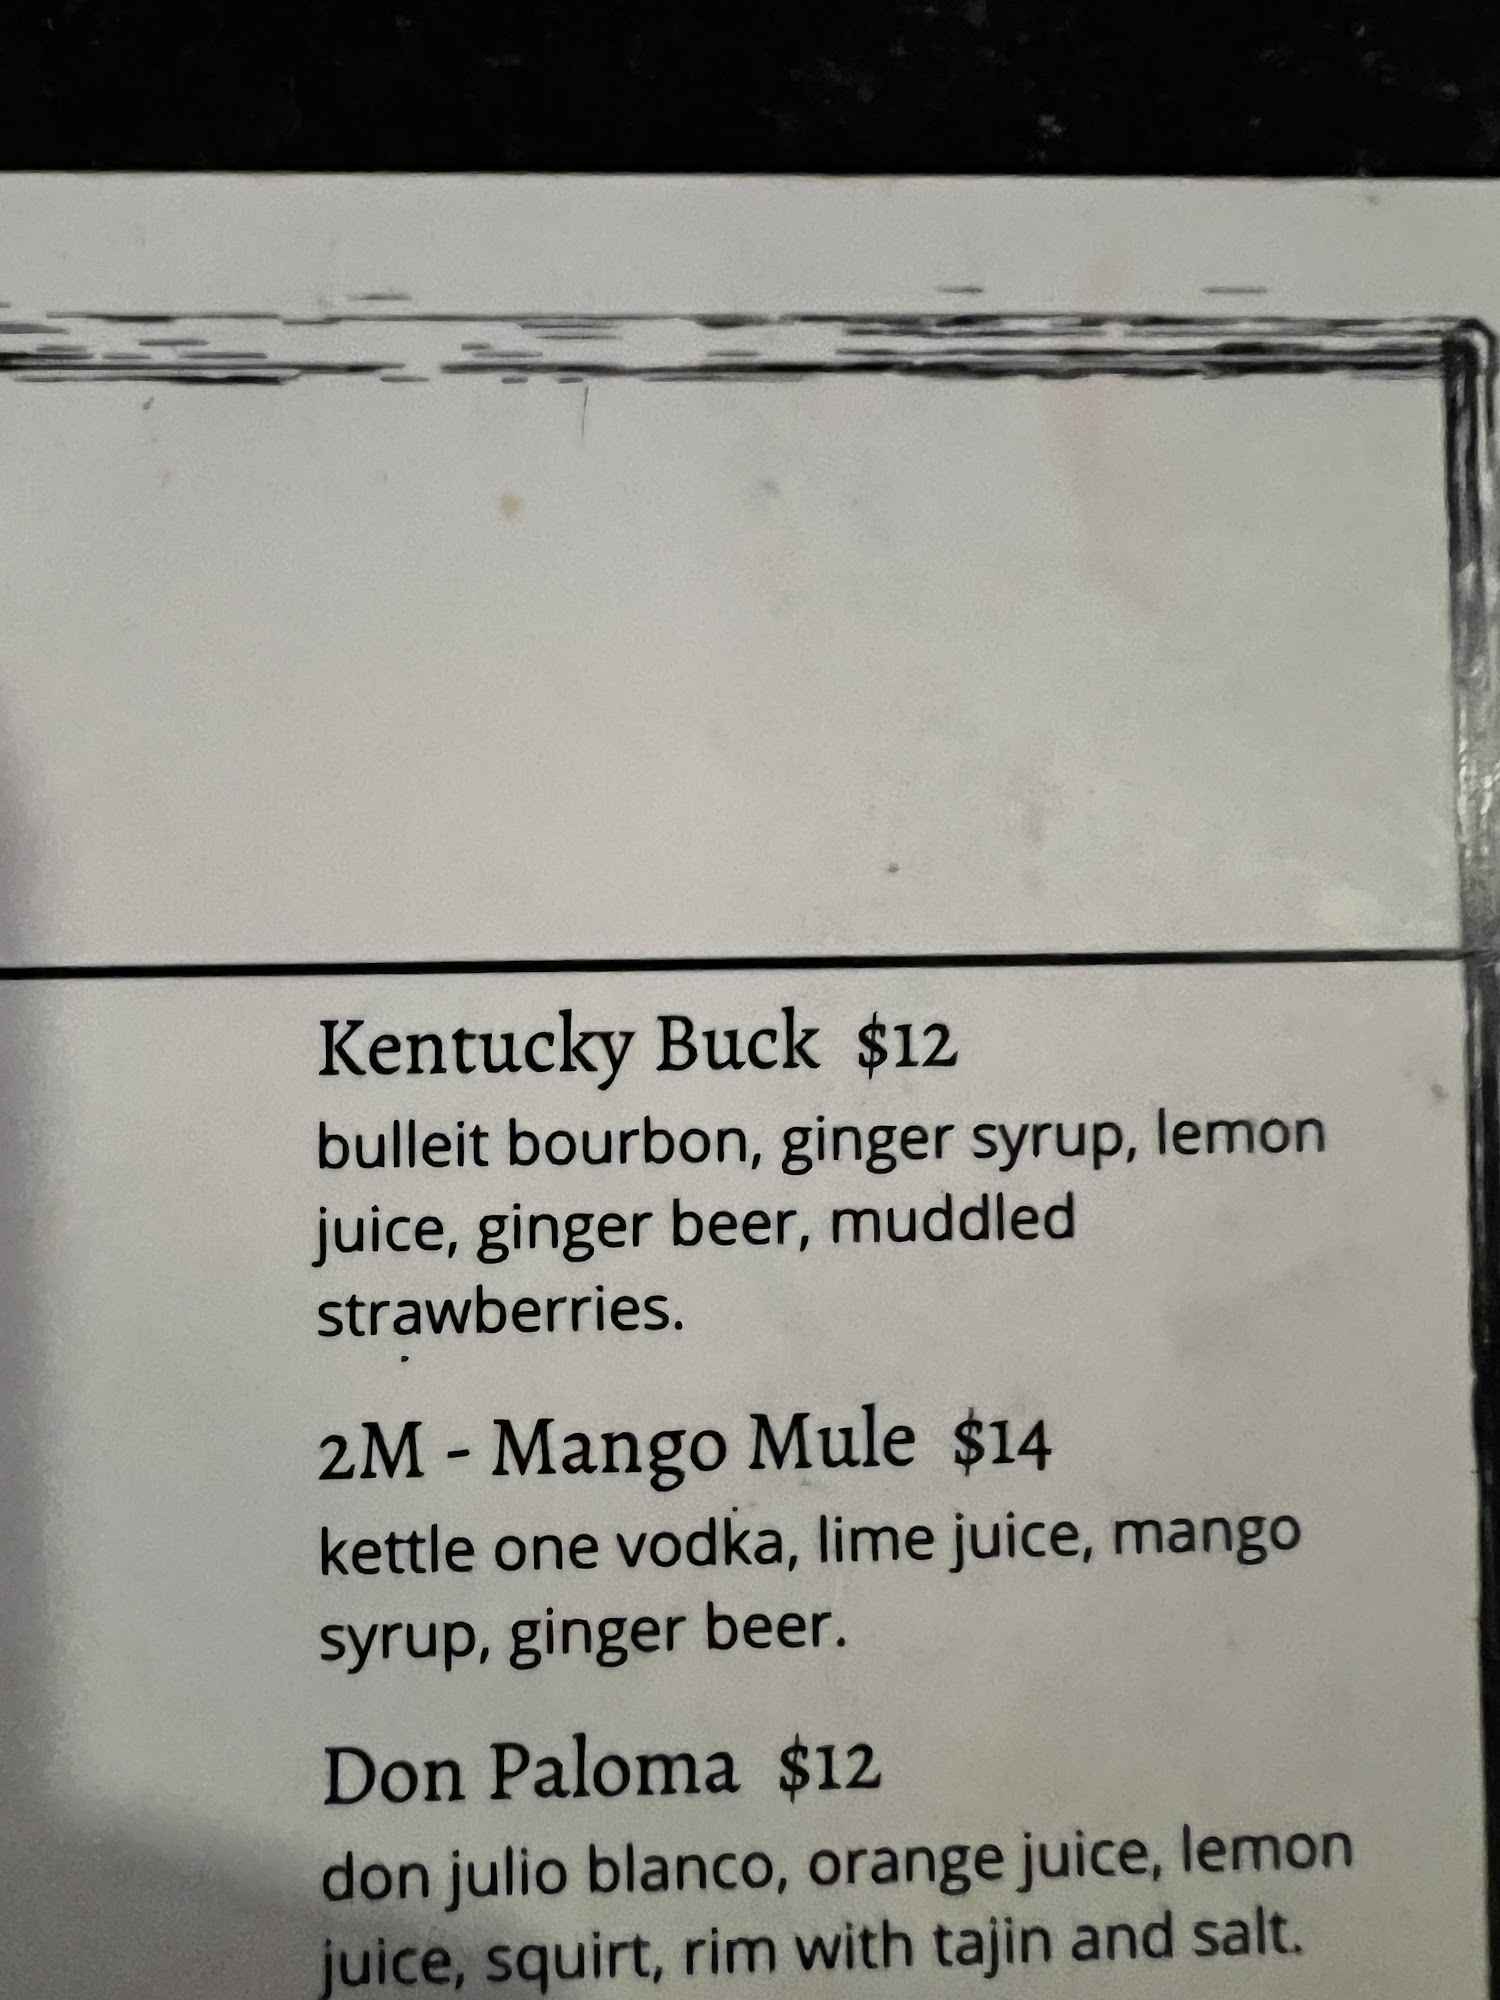 Kentucky Buck $12
bulleit bourbon, ginger syrup, lemon
juice, ginger beer, muddled
strawberries.
2M - Mango Mule $14
kettle one vodka, lime juice, mango
syrup, ginger beer.
Don Paloma $12
don julio blanco, orange juice, lemon
juice, squirt, rim with tajin and salt.